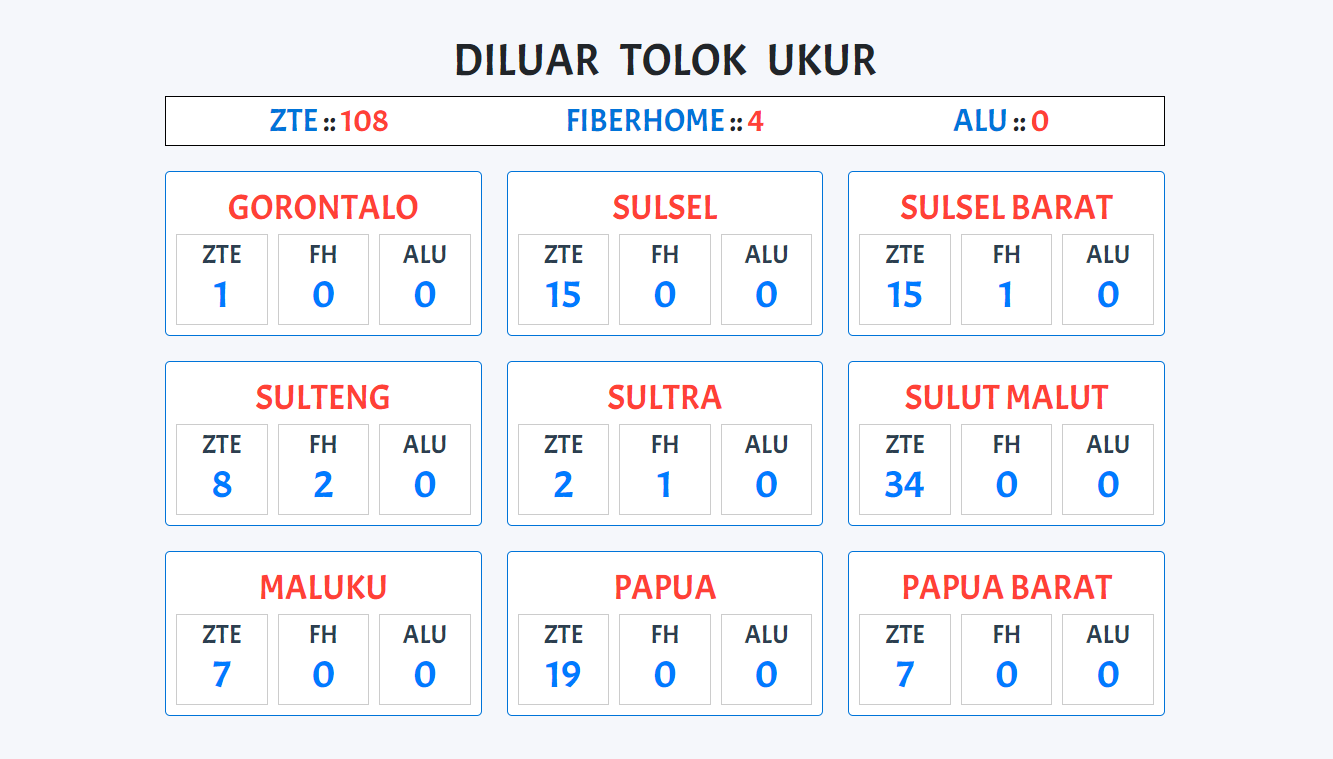 DILUAR TOLOK UKUR
ZTE :: 108 FIBERHOME :: 4 ALU :: 0
GORONTALO SULSEL SULSEL BARAT
ZTE FH ALU ZTE FH ALU ZTE FH ALU
1 0 0 15 0 0 15 1 0
SULTENG SULTRA SULUT MALUT
ZTE FH ALU ZTE FH ALU ZTE FH ALU
8 2 0 2 1 0 34 0 0
MALUKU PAPUA PAPUA BARAT
ZTE FH ALU ZTE FH ALU ZTE FH ALU
7 0 0 19 0 0 7 0 0